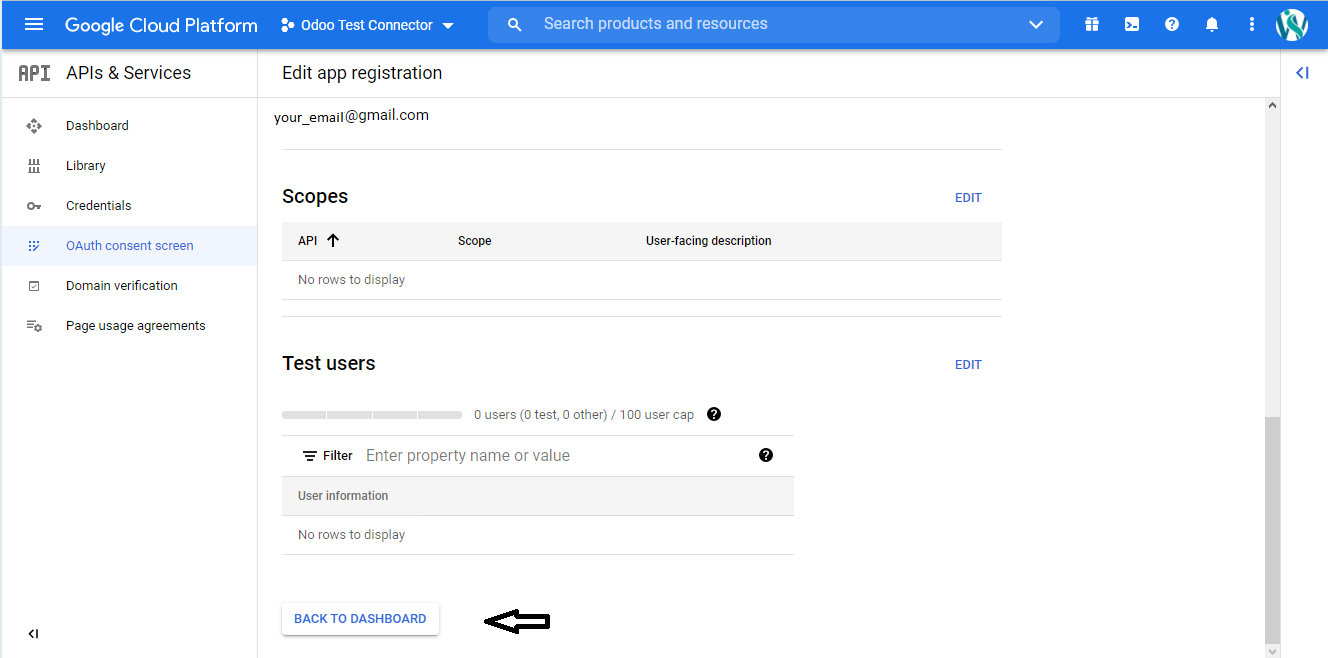 Google Cloud Platform
Odoo Test Connector
Search products and resources
API
APIs & Services
Edit app registration
Dashboard
Library
Credentials
OAuth consent screen
Domain verification
Page usage agreements
your_email@gmail.com
Scopes
EDIT
API
Scope
User-facing description
No rows to display
Test users
EDIT
0 users (0 test, 0 other) / 100 user cap
Filter
Enter property name or value
User information
No rows to display
BACK TO DASHBOARD